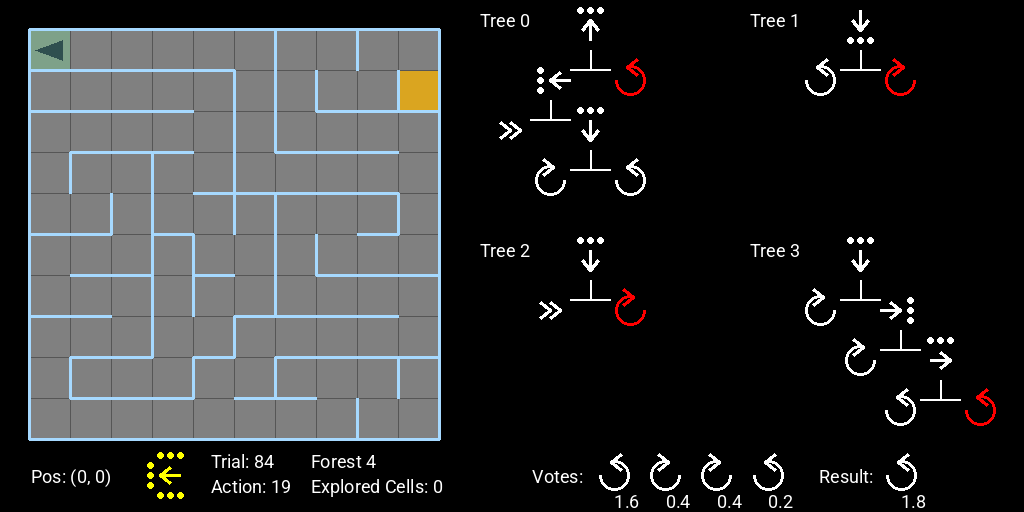 Tree 0
Tree 1
Tree 2
Tree 3
Pos: (0, 0)
Trial: 84
Forest 4
Action: 19
Explored Cells: 0
Votes:
1.6
0.4
0.4
0.2
Result:
1.8